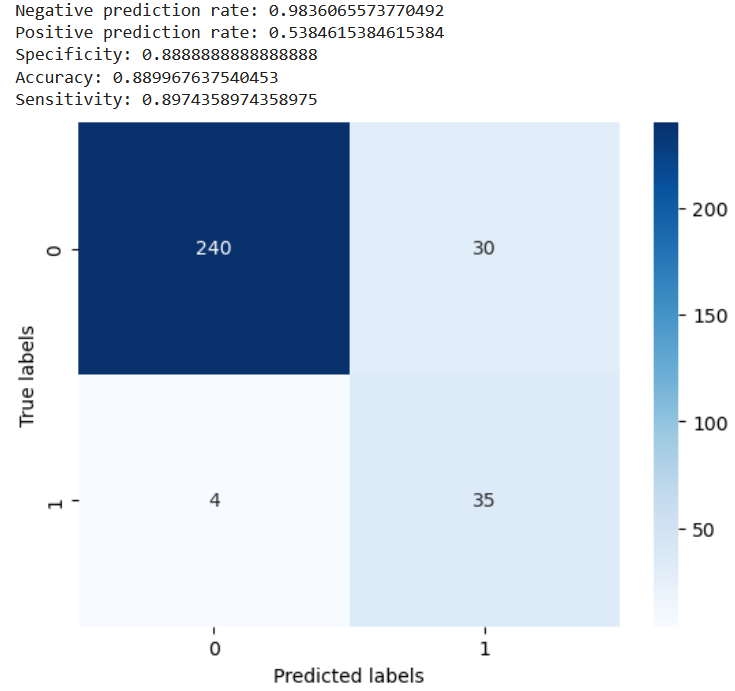 Negative prediction rate: 0.9836065573770492
Positive prediction rate: 0.5384615384615384
Specificity: 0.8888888888888888
Accuracy: 0.889967637540453
Sensitivity: 0.8974358974358975
240 30
4 35
0
1
True labels
0 1
Predicted labels
200
150
100
50